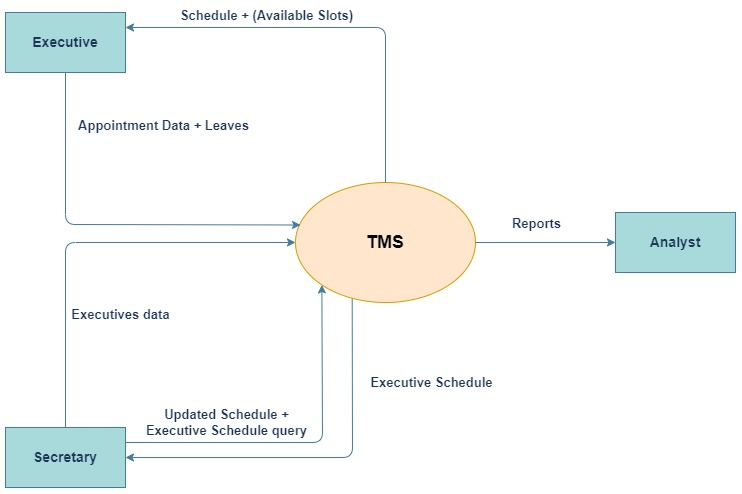 Schedule + (Available Slots)
Executive
Appointment Data + Leaves
TMS
Reports
Analyst
Executives data
Executive Schedule
Updated Schedule +
Executive Schedule query
Secretary